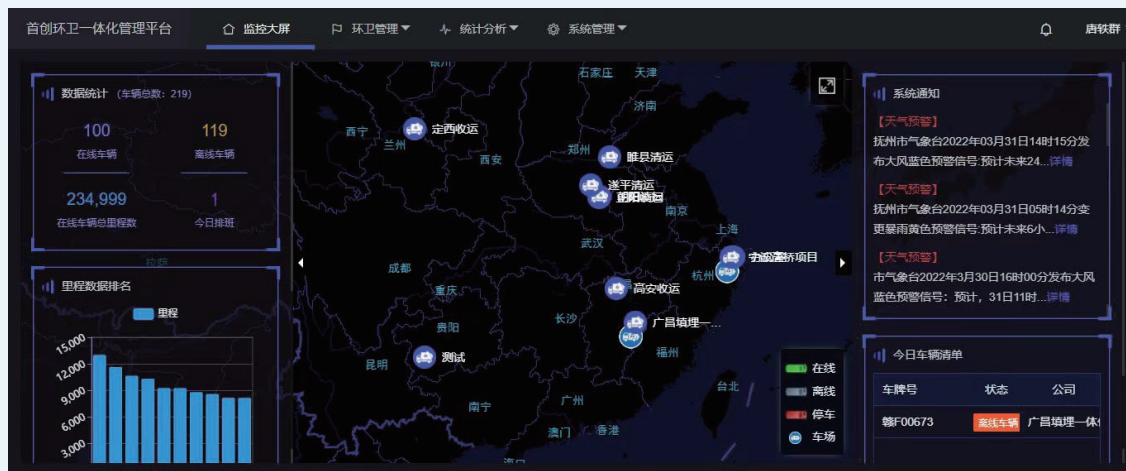 首创环卫一体化管理平台
监控大屏
环卫管理
统计分析
系统管理
唐轶群
数据统计 (车辆总数: 219)
100
119
在线车辆
离线车辆
234,999
1
在线车辆总里程数
今日排班
拉萨
里程数据排名
里程
15,000
12,000
9,000
6,000
3,000
银川
石家庄
天津
济南
西宁
定西收运
兰州
西安
郑州
睢县清运
遂平清运
南京
上海
武汉
成都
杭州
重庆
高安收运
长沙
广昌填埋一...
贵阳
测试
福州
昆明
台北
南宁
广州
澳门
香港
海口
在线
离线
停车
车场
系统通知
【天气预警】
抚州市气象台2022年03月31日14时15分发
布大风蓝色预警信号:预计未来24...详情
【天气预警】
抚州市气象台2022年03月31日05时14分变
更暴雨黄色预警信号:预计未来6小...详情
【天气预警】
市气象台2022年3月30日16时00分发布大风
蓝色预警信号：预计，31日11时...详情
今日车辆清单
车牌号
状态
公司
赣F00673
离线车辆
广昌填埋一体